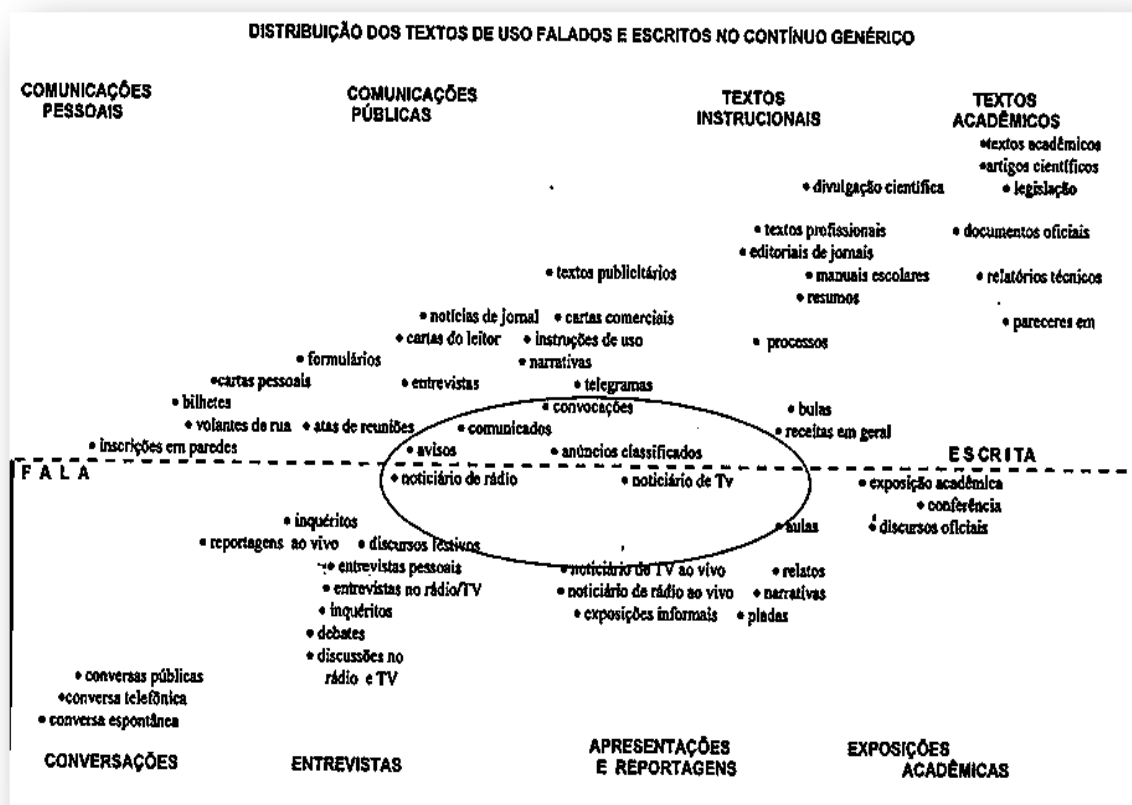 DISTRIBUIÇÃO DOS TEXTOS DE USO FALADOS E ESCRITOS NO CONTÍNUO GENÉRICO
COMUNICAÇÕES
PESSOAIS
COMUNICAÇÕES
PÚBLICAS
TEXTOS
INSTRUCIONAIS
TEXTOS
ACADÊMICOS
•textos acadêmicos
•artigos científicos
• divulgação científica
• legislação
• textos profissionais
• documentos oficiais
• editoriais de jornais
• textos publicitários
• manuais escolares
• relatórios técnicos
• resumos
• notícias de jornal
• cartas comerciais
• pareceres em
• cartas do leitor
• instruções de uso
• processos
• formulários
• narrativas
•cartas pessoais
• entrevistas
• telegramas
• bilhetes
• convocações
• bulas
• volantes de rua
• atas de reuniões
• comunicados
• receitas em geral
• inscrições em paredes
• avisos
• anúncios classificados
ESCRITA
FALA
• noticiário de rádio
• noticiário de Tv
• exposição acadêmica
• conferência
• inquéritos
• aulas
• discursos oficiais
• reportagens ao vivo
• discursos festivos
• entrevistas pessoais
• noticiário de TV ao vivo
• relatos
• entrevistas no rádio/TV
• noticiário de rádio ao vivo
• narrativas
• inquéritos
• exposições informais
• piadas
• debates
• discussões no
rádio e TV
• conversas públicas
•conversa telefônica
• conversa espontânea
CONVERSAÇÕES
ENTREVISTAS
APRESENTAÇÕES
E REPORTAGENS
EXPOSIÇÕES
ACADÊMICAS